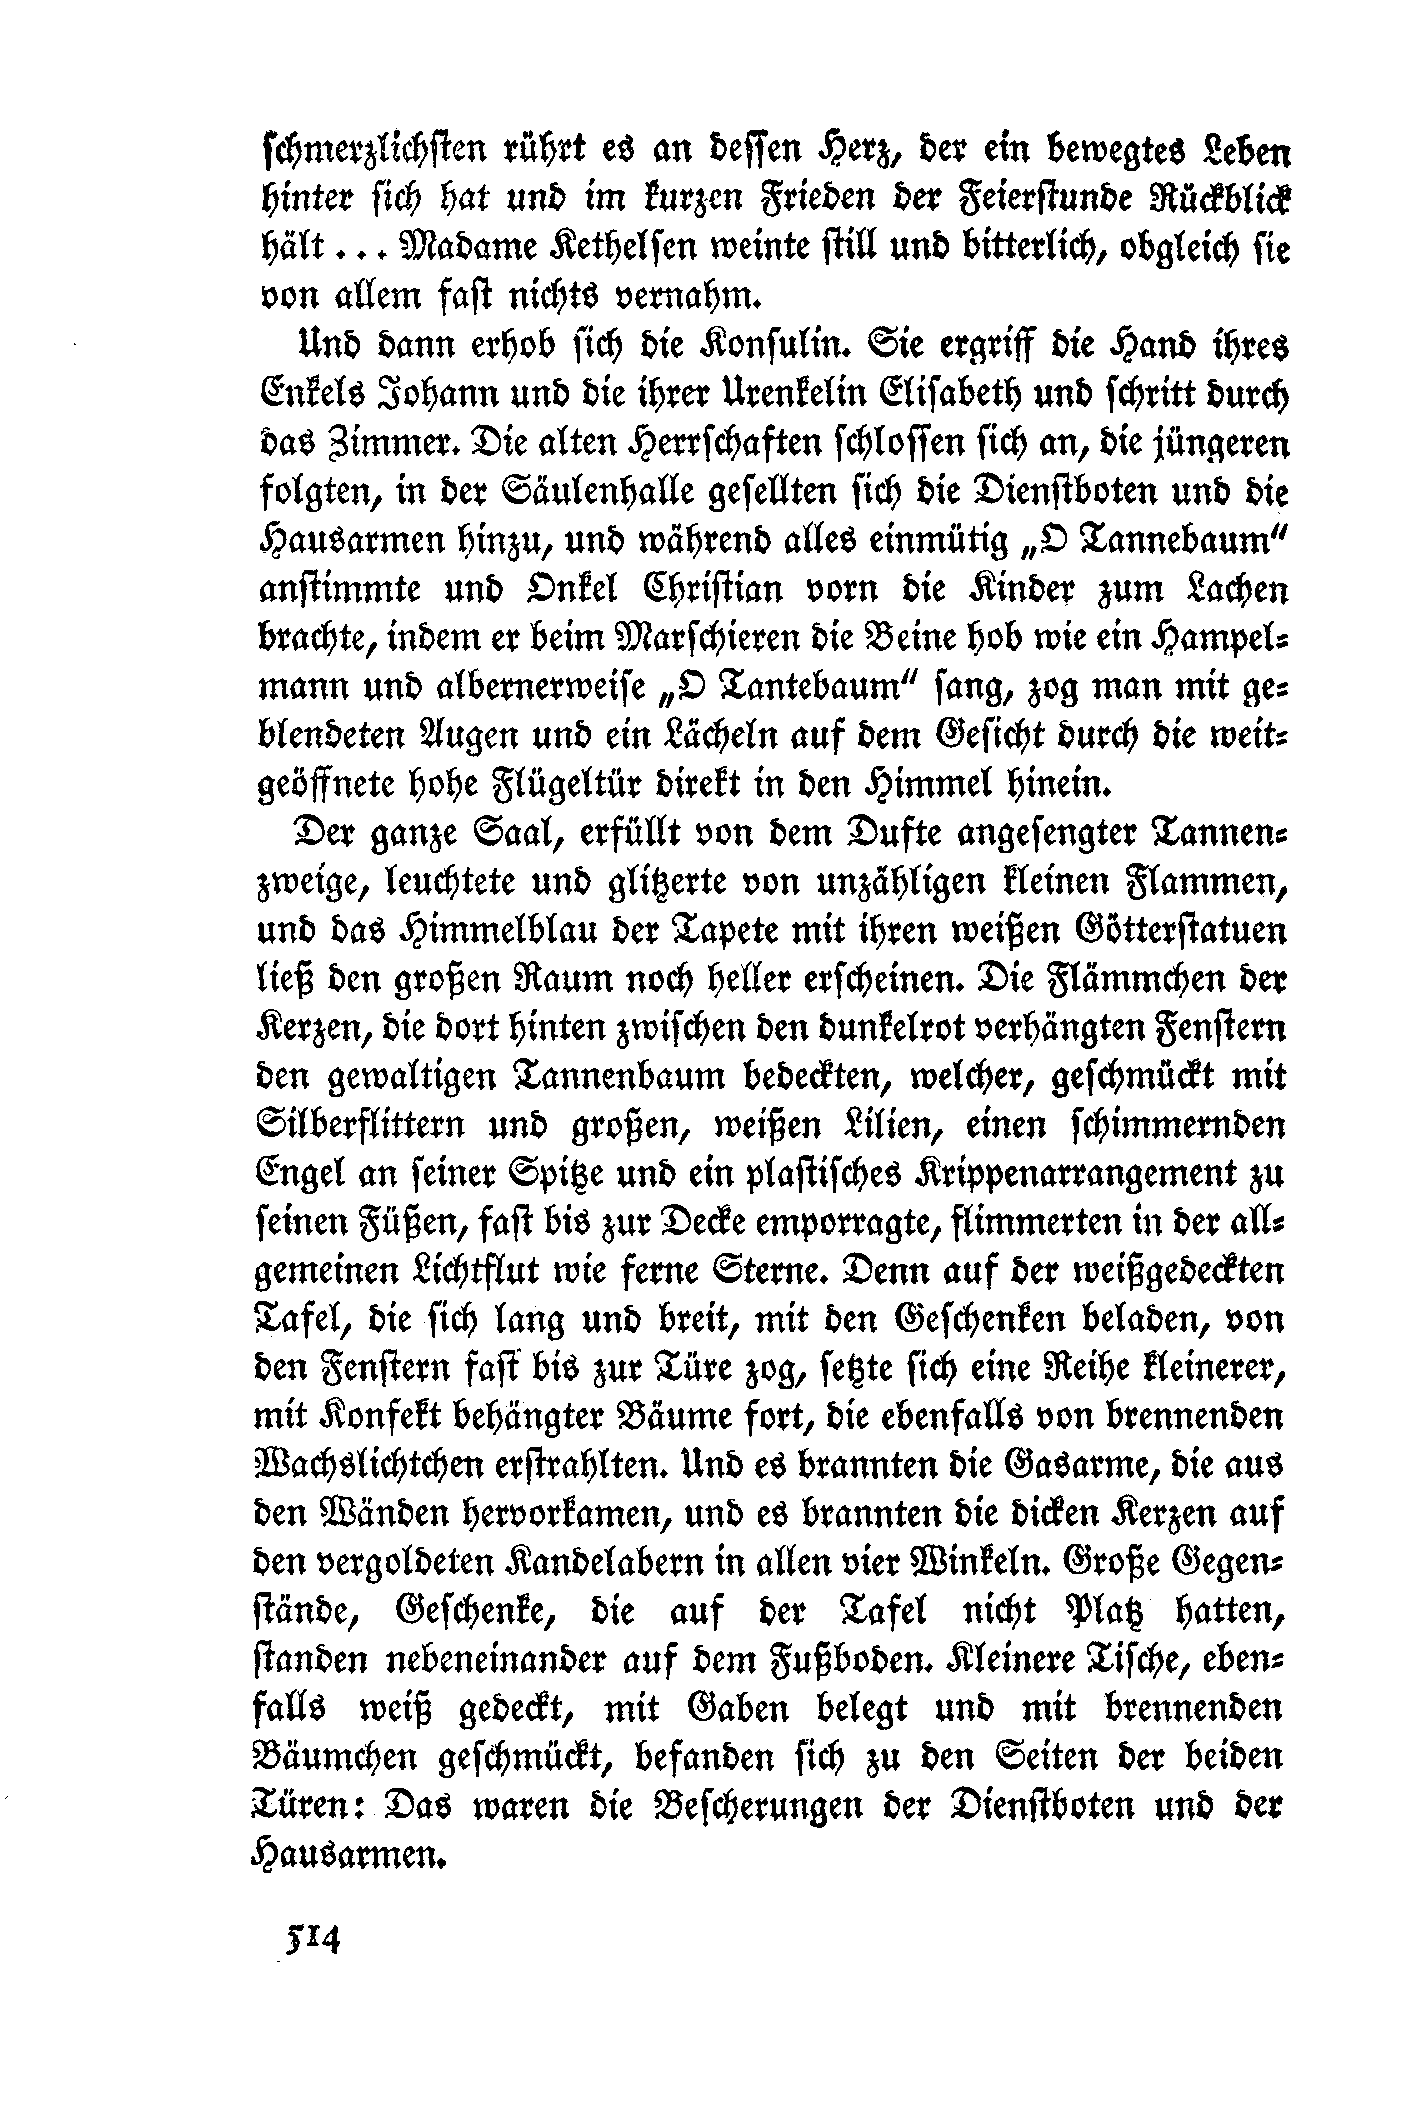 schmerzlichsten rührt es an dessen Herz, der ein bewegtes Leben
hinter sich hat und im kurzen Frieden der Feierstunde Rückblick
hält ... Madame Kethelsen weinte still und bitterlich, obgleich sie
von allem fast nichts vernahm.
Und dann erhob sich die Konsulin. Sie ergriff die Hand ihres
Enkels Johann und die ihrer Urenkelin Elisabeth und schritt durch
das Zimmer. Die alten Herrschaften schlossen sich an, die jüngeren
folgten, in der Säulenhalle gesellten sich die Dienstboten und die
Hausarmen hinzu, und während alles einmütig „O Tannebaum“
anstimmte und Onkel Christian vorn die Kinder zum Lachen
brachte, indem er beim Marschieren die Beine hob wie ein Hampel-
mann und albernerweise „O Tantebaum“ sang, zog man mit ge-
blendeten Augen und ein Lächeln auf dem Gesicht durch die weit-
geöffnete hohe Flügeltür direkt in den Himmel hinein.
Der ganze Saal, erfüllt von dem Dufte angesengter Tannen-
zweige, leuchtete und glitzerte von unzähligen kleinen Flammen,
und das Himmelblau der Tapete mit ihren weißen Götterstatuen
ließ den großen Raum noch heller erscheinen. Die Flämmchen der
Kerzen, die dort hinten zwischen den dunkelrot verhängten Fenstern
den gewaltigen Tannenbaum bedeckten, welcher, geschmückt mit
Silberflittern und großen, weißen Lilien, einen schimmernden
Engel an seiner Spitze und ein plastisches Krippenarrangement zu
seinen Füßen, fast bis zur Decke emporragte, flimmerten in der all-
gemeinen Lichtflut wie ferne Sterne. Denn auf der weißgedeckten
Tafel, die sich lang und breit, mit den Geschenken beladen, von
den Fenstern fast bis zur Türe zog, setzte sich eine Reihe kleinerer,
mit Konfekt behängter Bäume fort, die ebenfalls von brennenden
Wachslichtchen erstrahlten. Und es brannten die Gasarme, die aus
den Wänden hervorkamen, und es brannten die dicken Kerzen auf
den vergoldeten Kandelabern in allen vier Winkeln. Große Gegen-
stände, Geschenke, die auf der Tafel nicht Platz hatten,
standen nebeneinander auf dem Fußboden. Kleinere Tische, eben-
falls weiß gedeckt, mit Gaben belegt und mit brennenden
Bäumchen geschmückt, befanden sich zu den Seiten der beiden
Türen: Das waren die Bescherungen der Dienstboten und der
Hausarmen.
514